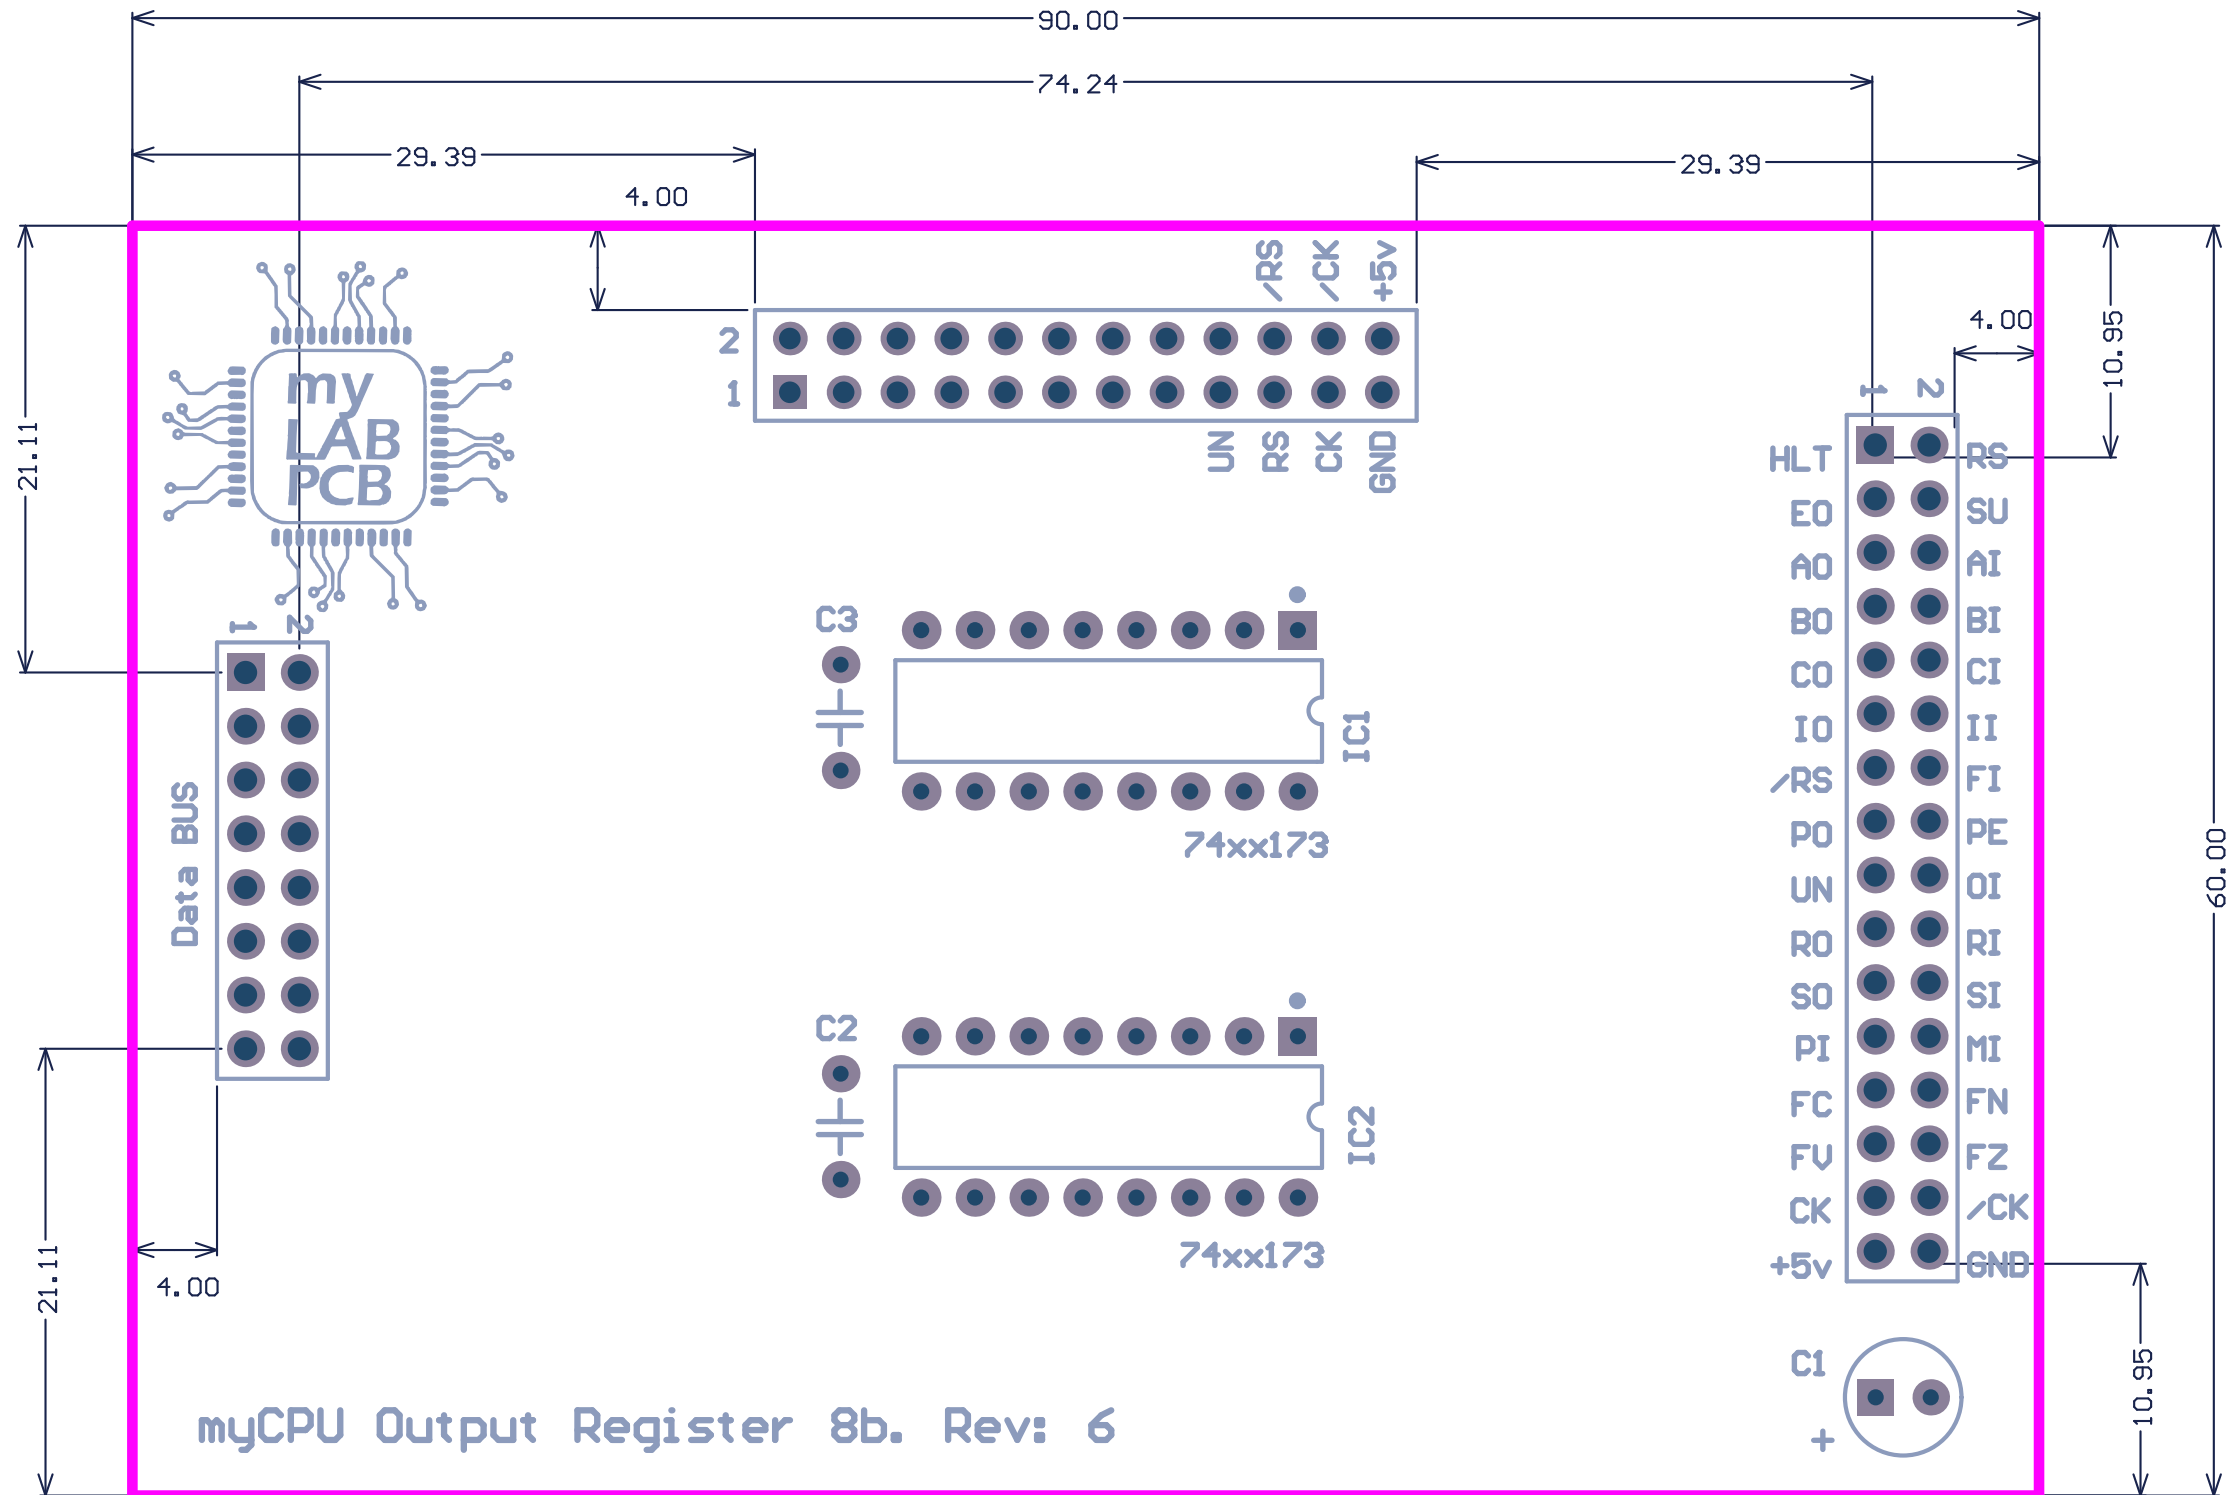 90.00
74.24
29.39
29.39
4.00
/RS /CK +5v
2
1
UN RS CK GND
my
LAB
PCB
21.11
10.95
4.00
1 2
1 2
HLT RS
EO SU
AO AI
BO BI
CO CI
IO II
/RS FI
PO PE
UN OI
RO RI
SO SI
PI MI
FC FN
FV FZ
CK /CK
+5v GND
C3
IC1
74xx173
Data BUS
60.00
C2
IC2
74xx173
21.11
4.00
C1
+
10.95
myCPU Output Register 8b. Rev: 6